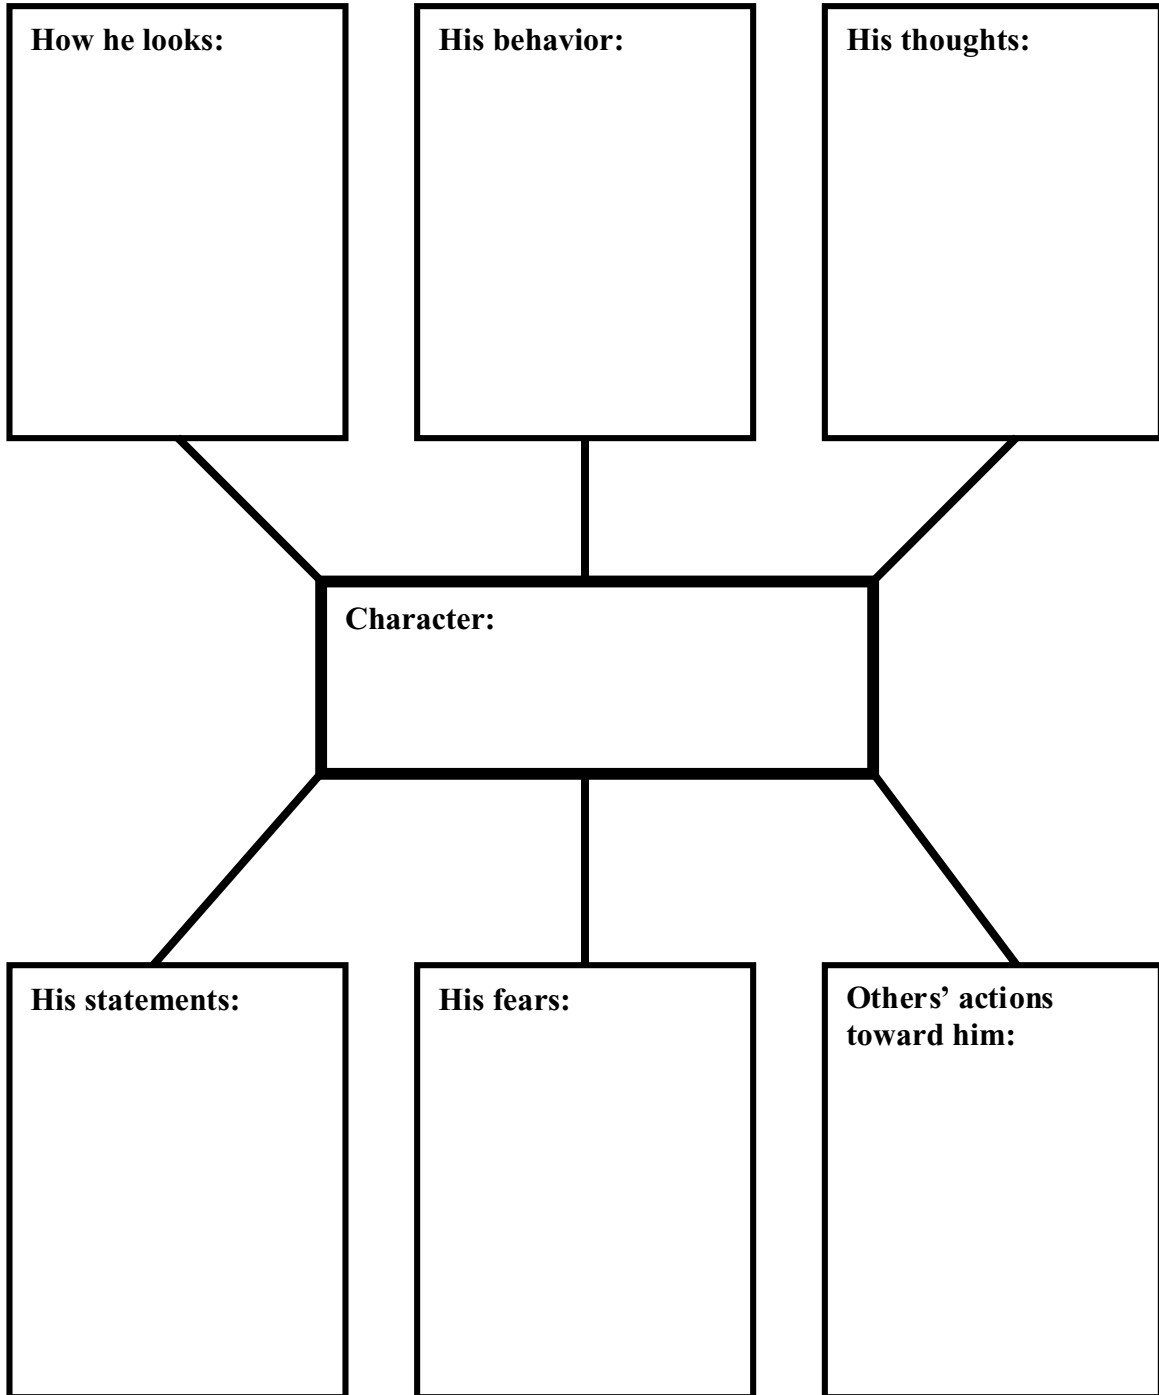 How he looks:
His behavior:
His thoughts:
Character:
His statements:
His fears:
Others’ actions
toward him: